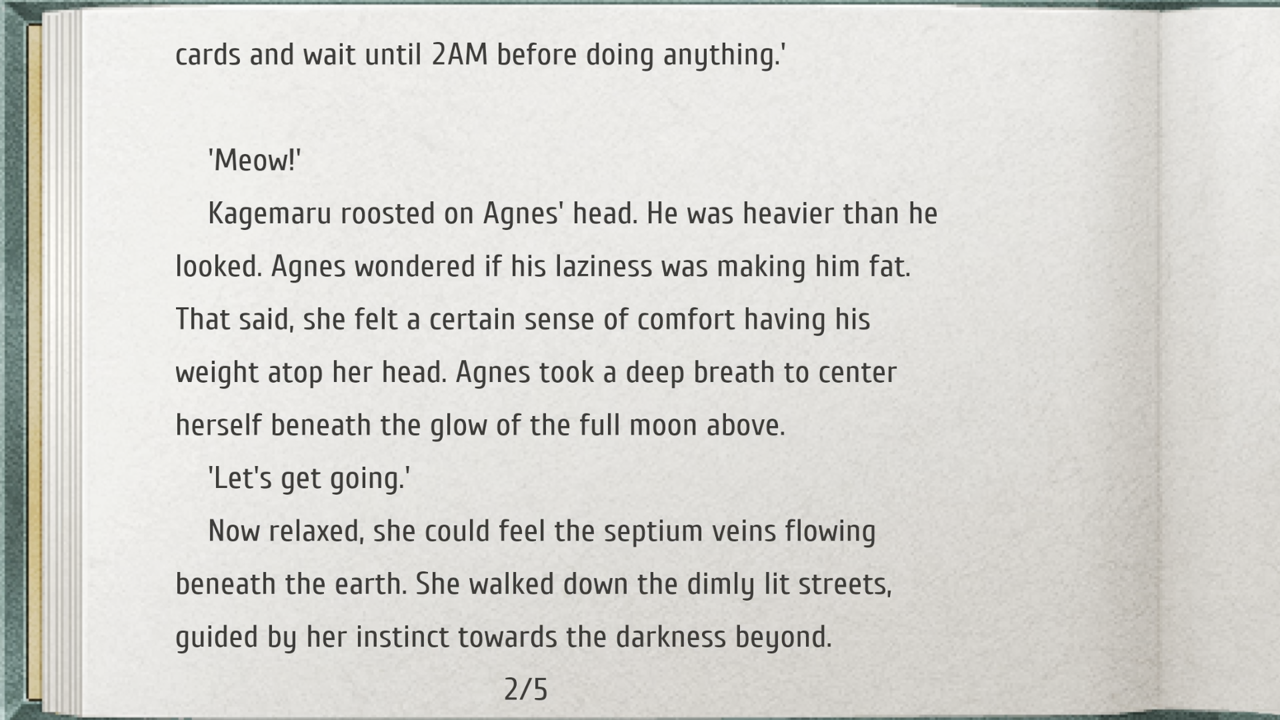 cards and wait until 2AM before doing anything.'
'Meow!'
Kagemaru roosted on Agnes' head. He was heavier than he
looked. Agnes wondered if his laziness was making him fat.
That said, she felt a certain sense of comfort having his
weight atop her head. Agnes took a deep breath to center
herself beneath the glow of the full moon above.
'Let's get going.'
Now relaxed, she could feel the septium veins flowing
beneath the earth. She walked down the dimly lit streets,
guided by her instinct towards the darkness beyond.
2/5